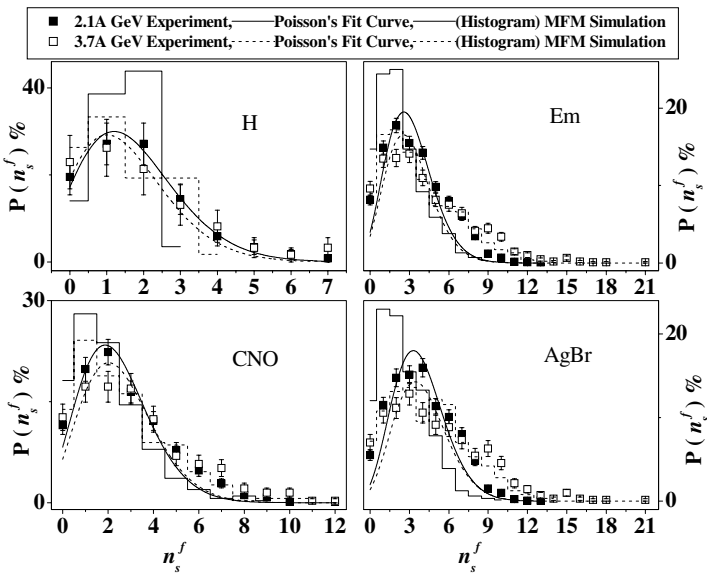 2.1A GeV Experiment, Poisson's Fit Curve, (Histogram) MFM Simulation
3.7A GeV Experiment, Poisson's Fit Curve, (Histogram) MFM Simulation
40
0
P ( n_s^f ) %
H
0 1 2 3 4 5 6 7
20
0
P ( n_s^f ) %
Em
0 3 6 9 12 15 18 21
30
0
P ( n_s^f ) %
CNO
0 2 4 6 8 10 12
n_s^f
20
0
P ( n_s^f ) %
AgBr
0 3 6 9 12 15 18 21
n_s^f